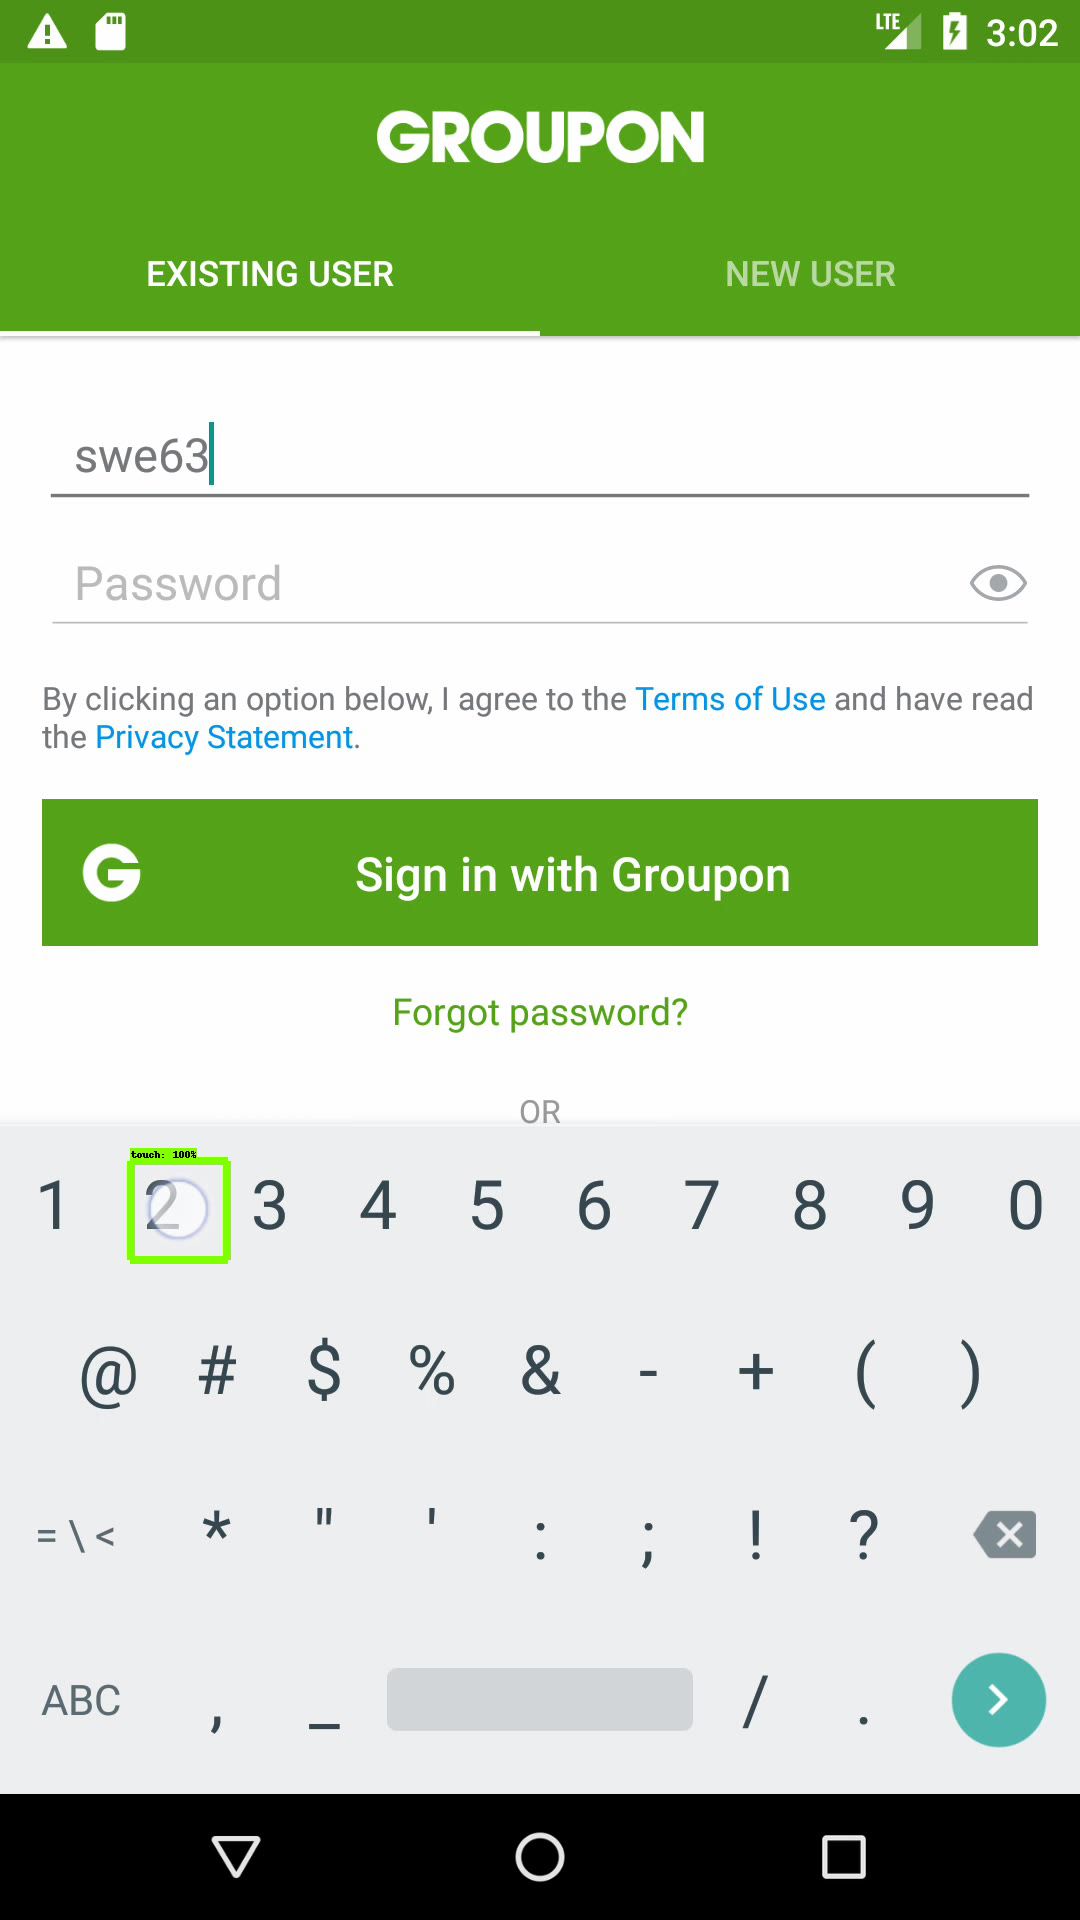 LTE 3:02
GROUPON
EXISTING USER NEW USER
swe63
Password
By clicking an option below, I agree to the Terms of Use and have read
the Privacy Statement.
G Sign in with Groupon
Forgot password?
OR
touch: 100%
1 2 3 4 5 6 7 8 9 0
@ # $ % & - + ( )
= \ < * " ' : ; ! ?
ABC , _ / .